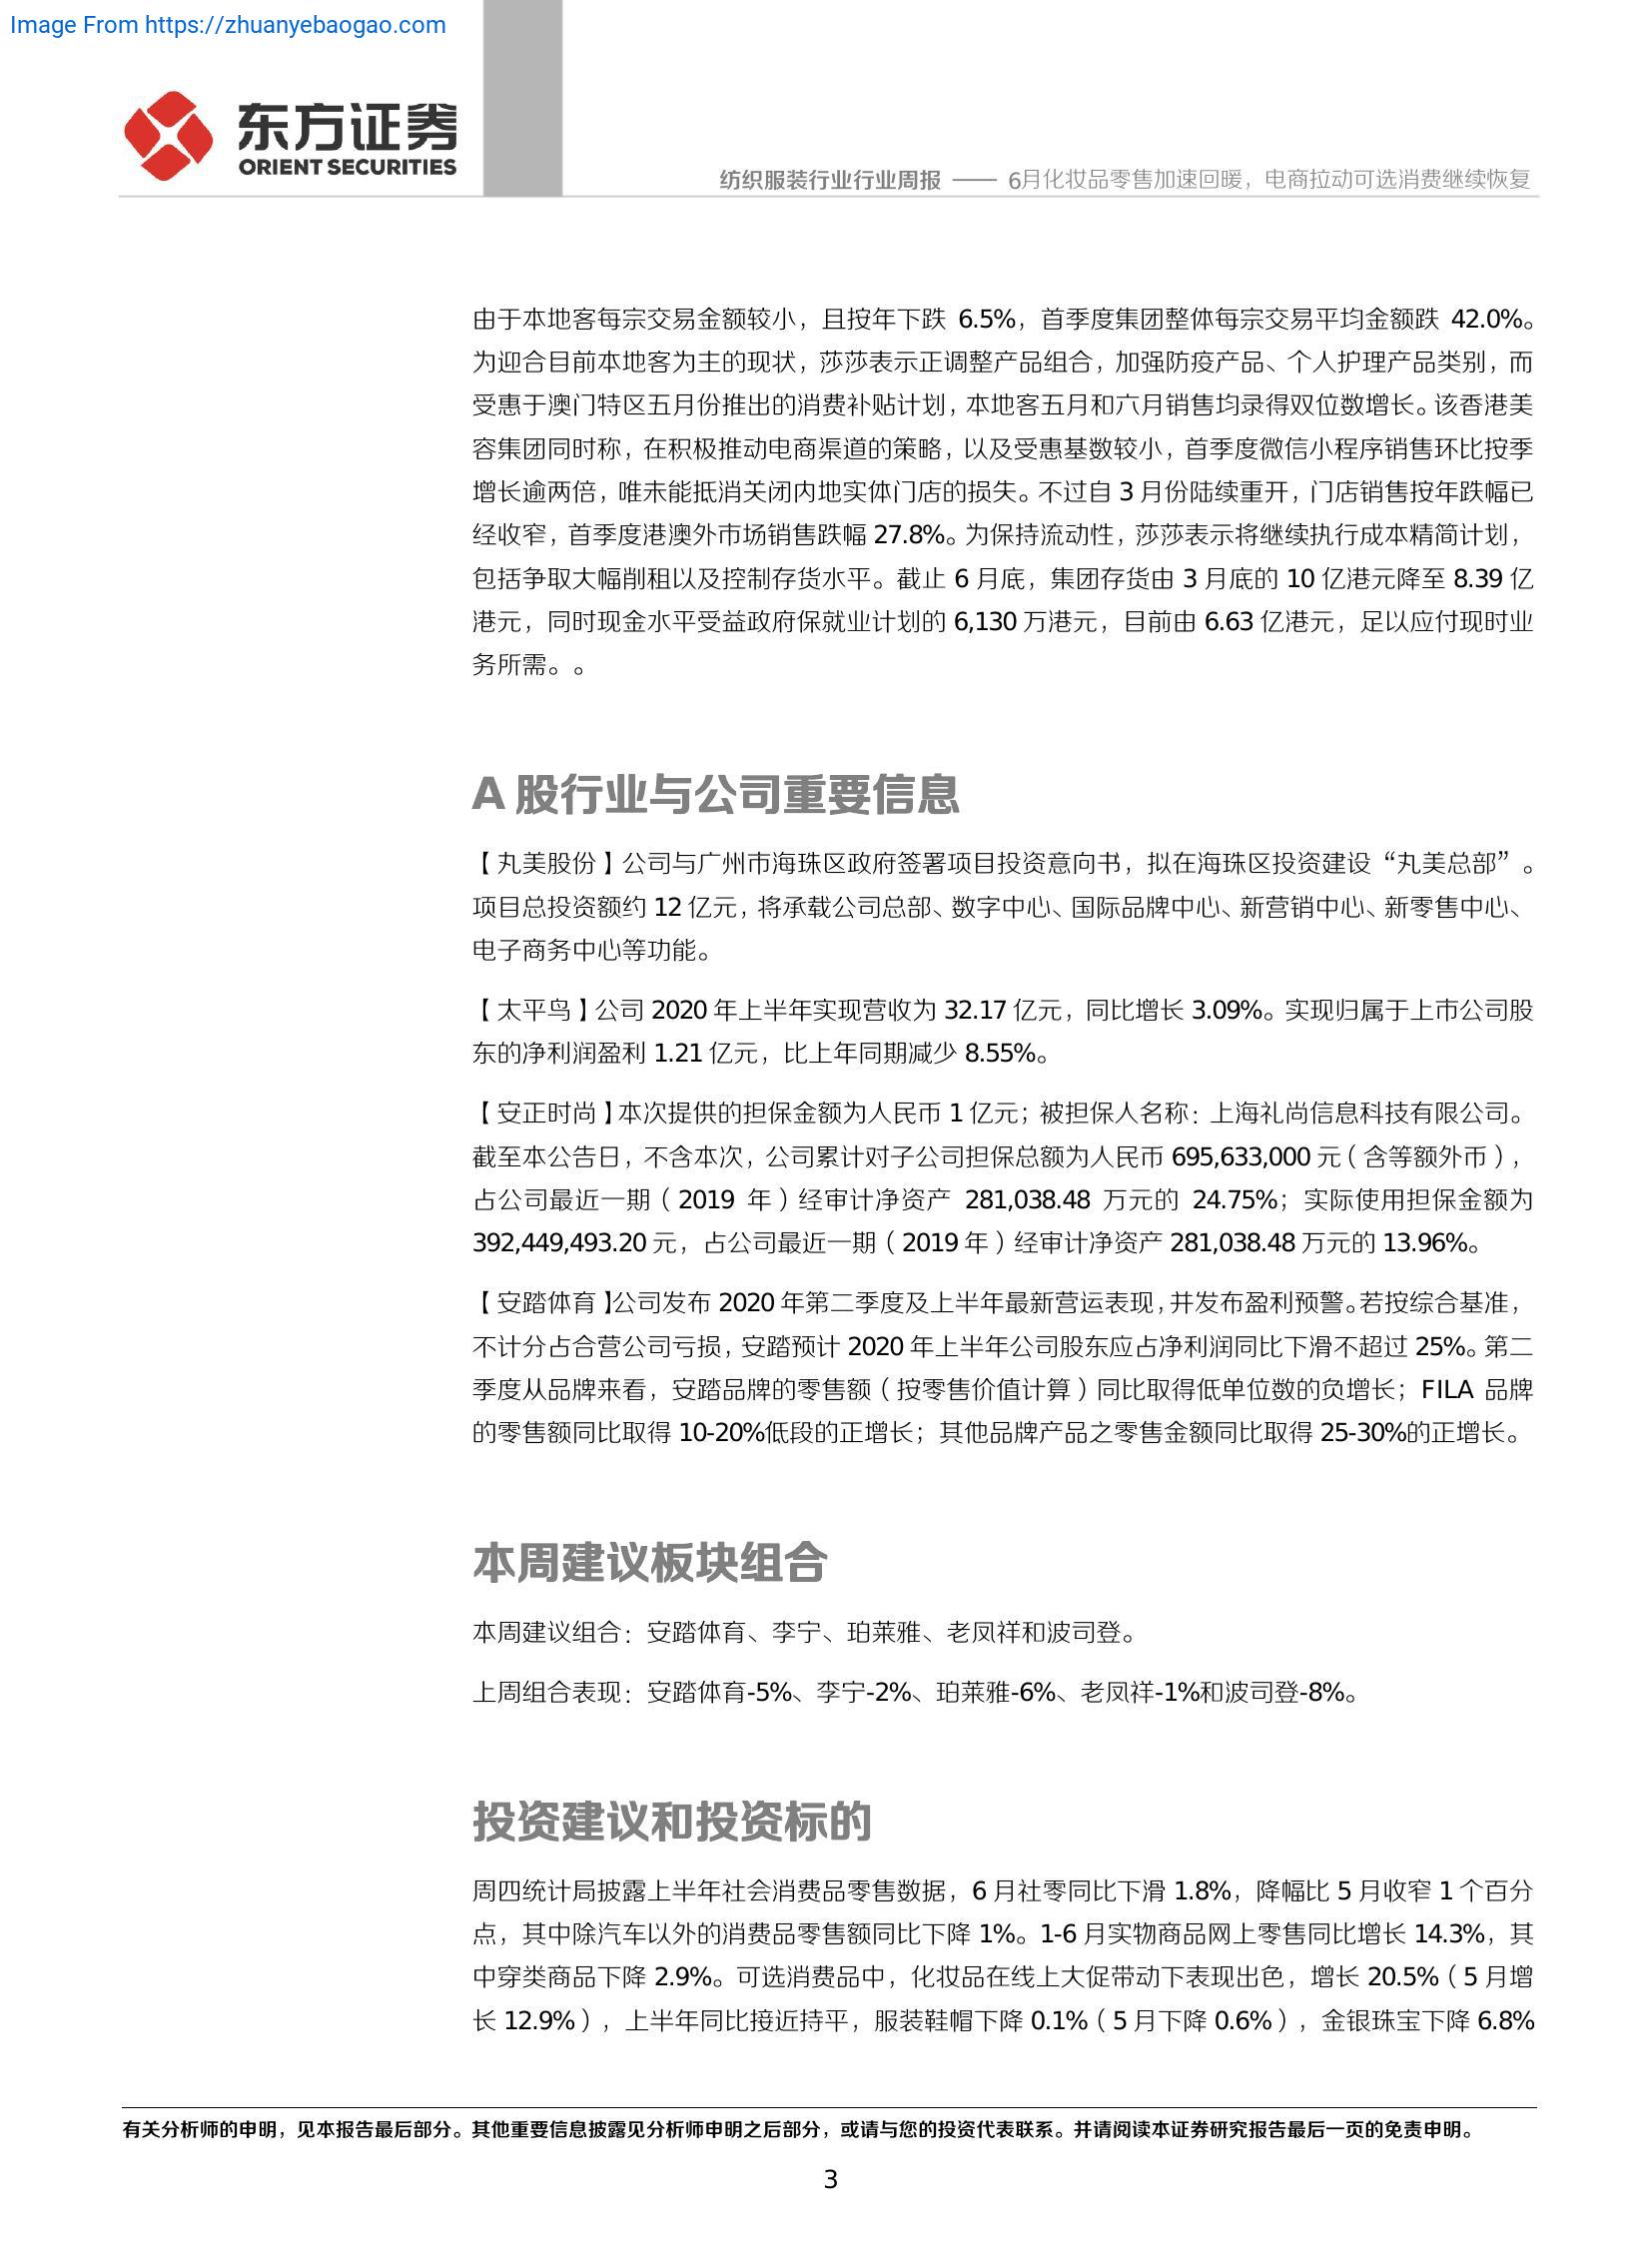 Image From https://zhuanyebaogao.com
东方证券
ORIENT SECURITIES
纺织服装行业行业周报 —— 6月化妆品零售加速回暖，电商拉动可选消费继续恢复
由于本地客每宗交易金额较小，且按年下跌 6.5%，首季度集团整体每宗交易平均金额跌 42.0%。
为迎合目前本地客为主的现状，莎莎表示正调整产品组合，加强防疫产品、个人护理产品类别，而
受惠于澳门特区五月份推出的消费补贴计划，本地客五月和六月销售均录得双位数增长。该香港美
容集团同时称，在积极推动电商渠道的策略，以及受惠基数较小，首季度微信小程序销售环比按季
增长逾两倍，唯未能抵消关闭内地实体门店的损失。不过自 3 月份陆续重开，门店销售按年跌幅已
经收窄，首季度港澳外市场销售跌幅 27.8%。为保持流动性，莎莎表示将继续执行成本精简计划，
包括争取大幅削租以及控制存货水平。截止 6 月底，集团存货由 3 月底的 10 亿港元降至 8.39 亿
港元，同时现金水平受益政府保就业计划的 6,130 万港元，目前由 6.63 亿港元，足以应付现时业
务所需。。
A 股行业与公司重要信息
【丸美股份】公司与广州市海珠区政府签署项目投资意向书，拟在海珠区投资建设“丸美总部”。
项目总投资额约 12 亿元，将承载公司总部、数字中心、国际品牌中心、新营销中心、新零售中心、
电子商务中心等功能。
【太平鸟】公司 2020 年上半年实现营收为 32.17 亿元，同比增长 3.09%。实现归属于上市公司股
东的净利润盈利 1.21 亿元，比上年同期减少 8.55%。
【安正时尚】本次提供的担保金额为人民币 1 亿元；被担保人名称：上海礼尚信息科技有限公司。
截至本公告日，不含本次，公司累计对子公司担保总额为人民币 695,633,000 元（含等额外币），
占公司最近一期（2019 年）经审计净资产 281,038.48 万元的 24.75%；实际使用担保金额为
392,449,493.20 元，占公司最近一期（2019 年）经审计净资产 281,038.48 万元的 13.96%。
【安踏体育】公司发布 2020 年第二季度及上半年最新营运表现，并发布盈利预警。若按综合基准，
不计分占合营公司亏损，安踏预计 2020 年上半年公司股东应占净利润同比下滑不超过 25%。第二
季度从品牌来看，安踏品牌的零售额（按零售价值计算）同比取得低单位数的负增长；FILA 品牌
的零售额同比取得 10-20%低段的正增长；其他品牌产品之零售金额同比取得 25-30%的正增长。
本周建议板块组合
本周建议组合：安踏体育、李宁、珀莱雅、老凤祥和波司登。
上周组合表现：安踏体育-5%、李宁-2%、珀莱雅-6%、老凤祥-1%和波司登-8%。
投资建议和投资标的
周四统计局披露上半年社会消费品零售数据，6 月社零同比下滑 1.8%，降幅比 5 月收窄 1 个百分
点，其中除汽车以外的消费品零售额同比下降 1%。1-6 月实物商品网上零售同比增长 14.3%，其
中穿类商品下降 2.9%。可选消费品中，化妆品在线上大促带动下表现出色，增长 20.5%（5 月增
长 12.9%），上半年同比接近持平，服装鞋帽下降 0.1%（5 月下降 0.6%），金银珠宝下降 6.8%
有关分析师的申明，见本报告最后部分。其他重要信息披露见分析师申明之后部分，或请与您的投资代表联系。并请阅读本证券研究报告最后一页的免责申明。
3